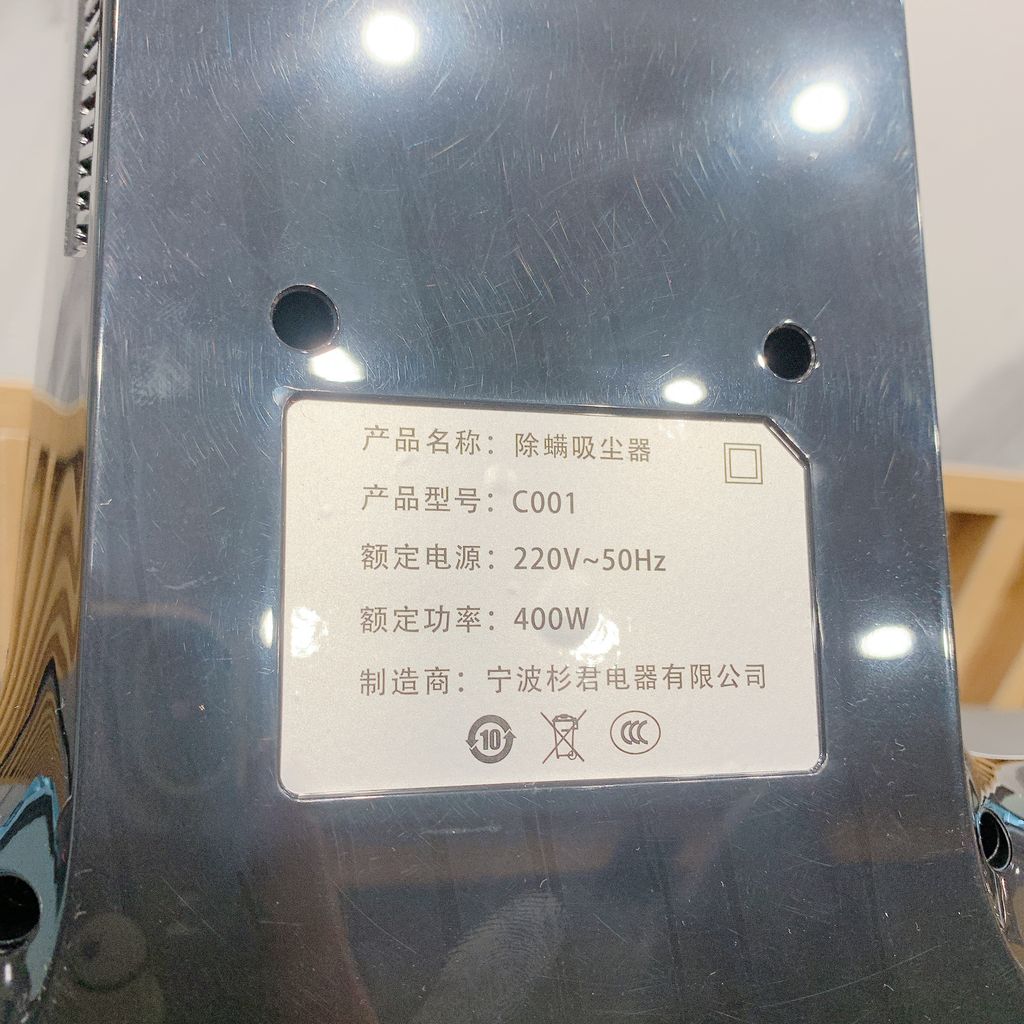 产品名称：除螨吸尘器
产品型号：C001
额定电源：220V~50Hz
额定功率：400W
制造商：宁波杉君电器有限公司
10 CCC